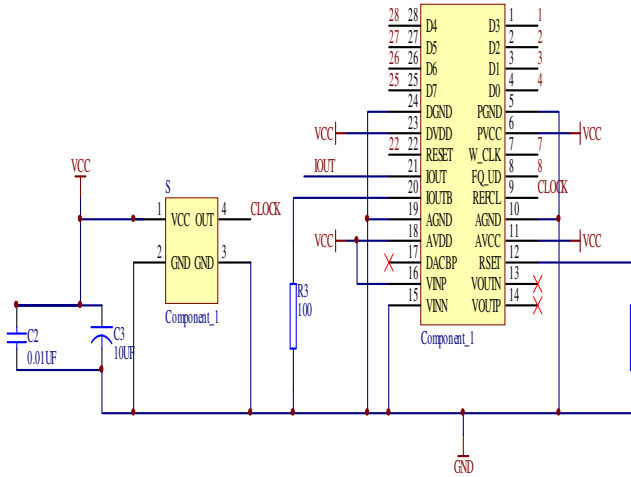 28 28 D4 D3 1 1
27 27 D5 D2 2 2
26 26 D6 D1 3 3
25 25 D7 D0 4 4
24 DGND PGND 5
VCC 23 DVDD PVCC 6 VCC
22 22 RESET W_CLK 7 7
IOUT 21 IOUT FQ_UD 8 8
20 IOUTB REFCL 9 CLOCK
19 AGND AGND 10
VCC 18 AVDD AVCC 11 VCC
17 DACBP RSET 12
16 VINP VOUTN 13
15 VINN VOUTP 14
Component_1
VCC
S
1 VCC OUT 4 CLOCK
2 GND GND 3
Component_1
R3
100
C2
0.01UF
C3
10UF
GND